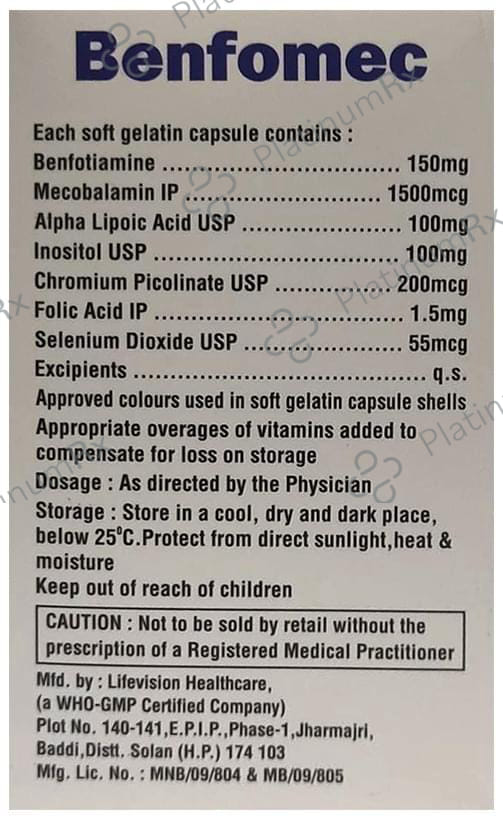 Benfomec
Each soft gelatin capsule contains :
Benfotiamine ................................. 150mg
Mecobalamin IP ........................... 1500mcg
Alpha Lipoic Acid USP ...................... 100mg
Inositol USP .................................. 100mg
Chromium Picolinate USP ................ 200mcg
Folic Acid IP ................................... 1.5mg
Selenium Dioxide USP ...................... 55mcg
Excipients ......................................... q.s.
Approved colours used in soft gelatin capsule shells
Appropriate overages of vitamins added to
compensate for loss on storage
Dosage : As directed by the Physician
Storage : Store in a cool, dry and dark place,
below 25°C.Protect from direct sunlight,heat &
moisture
Keep out of reach of children
CAUTION : Not to be sold by retail without the
prescription of a Registered Medical Practitioner
Mfd. by : Lifevision Healthcare,
(a WHO-GMP Certified Company)
Plot No. 140-141,E.P.I.P.,Phase-1,Jharmajri,
Baddi,Distt. Solan (H.P.) 174 103
Mfg. Lic. No. : MNB/09/804 & MB/09/805
PlatinumRx